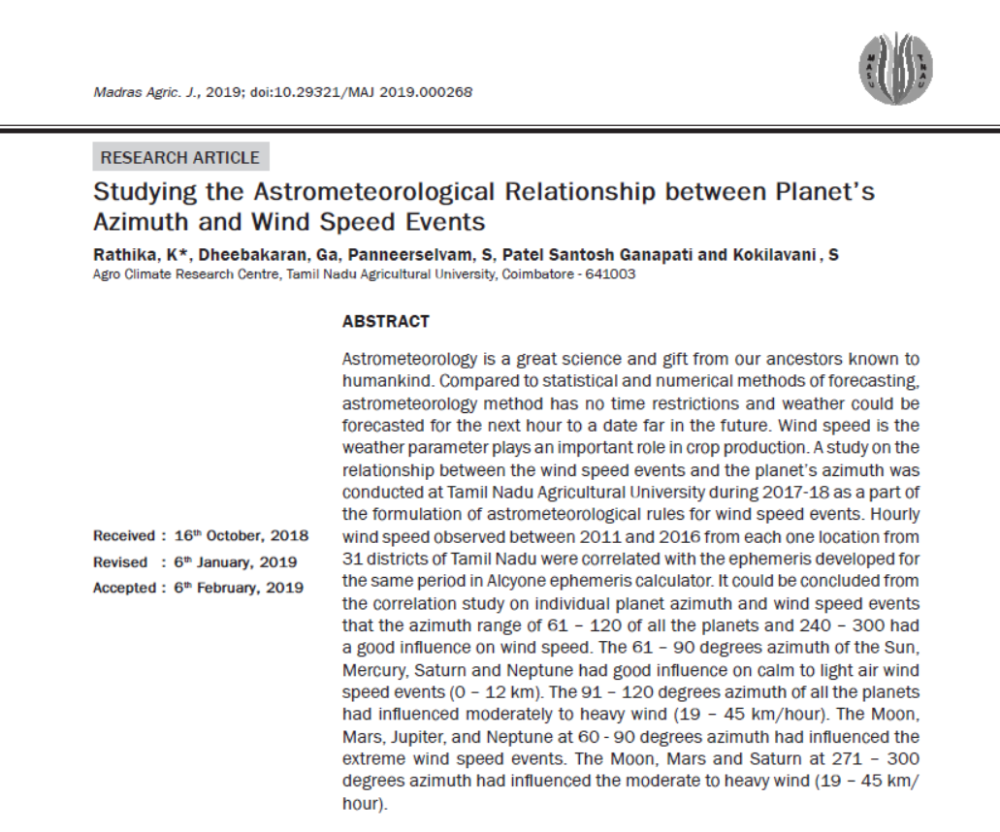 Madras Agric. J., 2019; doi:10.29321/MAJ 2019.000268
MASU
TNAU
RESEARCH ARTICLE
Studying the Astrometeorological Relationship between Planet's
Azimuth and Wind Speed Events
Rathika, K*, Dheebakaran, Ga, Panneerselvam, S, Patel Santosh Ganapati and Kokilavani , S
Agro Climate Research Centre, Tamil Nadu Agricultural University, Coimbatore - 641003
Received : 16th October, 2018
Revised : 6th January, 2019
Accepted : 6th February, 2019
ABSTRACT
Astrometeorology is a great science and gift from our ancestors known to
humankind. Compared to statistical and numerical methods of forecasting,
astrometeorology method has no time restrictions and weather could be
forecasted for the next hour to a date far in the future. Wind speed is the
weather parameter plays an important role in crop production. A study on the
relationship between the wind speed events and the planet's azimuth was
conducted at Tamil Nadu Agricultural University during 2017-18 as a part of
the formulation of astrometeorological rules for wind speed events. Hourly
wind speed observed between 2011 and 2016 from each one location from
31 districts of Tamil Nadu were correlated with the ephemeris developed for
the same period in Alcyone ephemeris calculator. It could be concluded from
the correlation study on individual planet azimuth and wind speed events
that the azimuth range of 61 – 120 of all the planets and 240 – 300 had
a good influence on wind speed. The 61 – 90 degrees azimuth of the Sun,
Mercury, Saturn and Neptune had good influence on calm to light air wind
speed events (0 – 12 km). The 91 – 120 degrees azimuth of all the planets
had influenced moderately to heavy wind (19 – 45 km/hour). The Moon,
Mars, Jupiter, and Neptune at 60 - 90 degrees azimuth had influenced the
extreme wind speed events. The Moon, Mars and Saturn at 271 – 300
degrees azimuth had influenced the moderate to heavy wind (19 – 45 km/
hour).